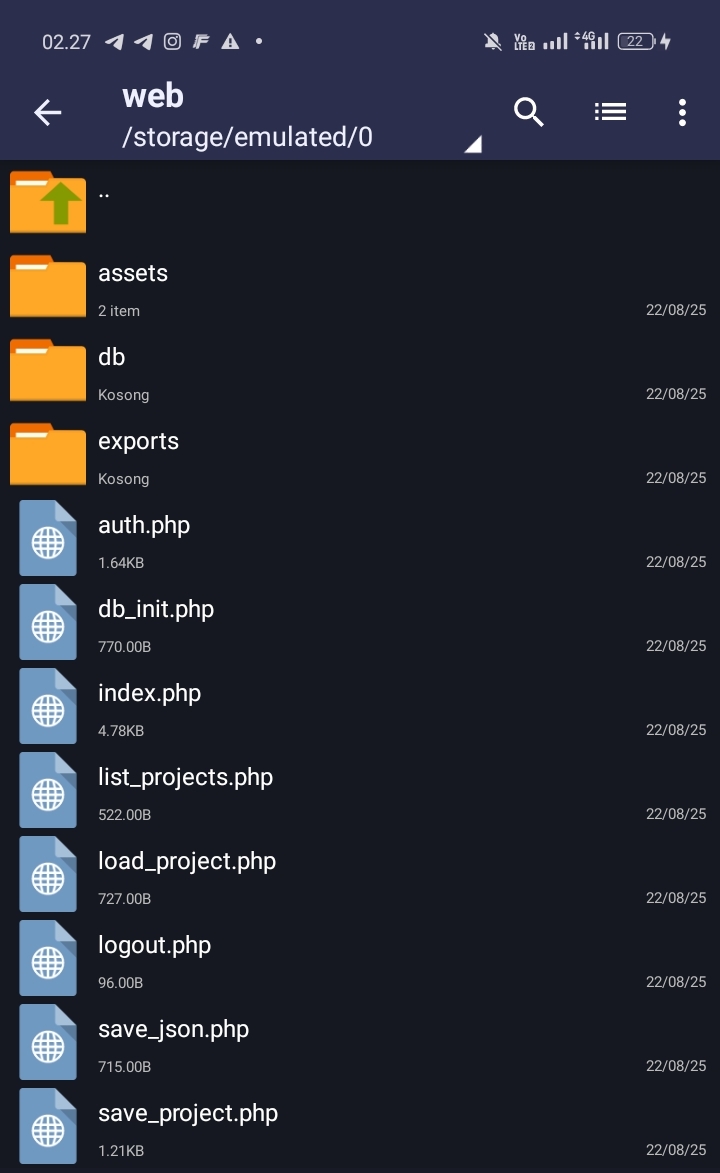 02.27
Vo
LTE2
4G
22
web
/storage/emulated/0
..
assets
2 item
22/08/25
db
Kosong
22/08/25
exports
Kosong
22/08/25
auth.php
1.64KB
22/08/25
db_init.php
770.00B
22/08/25
index.php
4.78KB
22/08/25
list_projects.php
522.00B
22/08/25
load_project.php
727.00B
22/08/25
logout.php
96.00B
22/08/25
save_json.php
715.00B
22/08/25
save_project.php
1.21KB
22/08/25